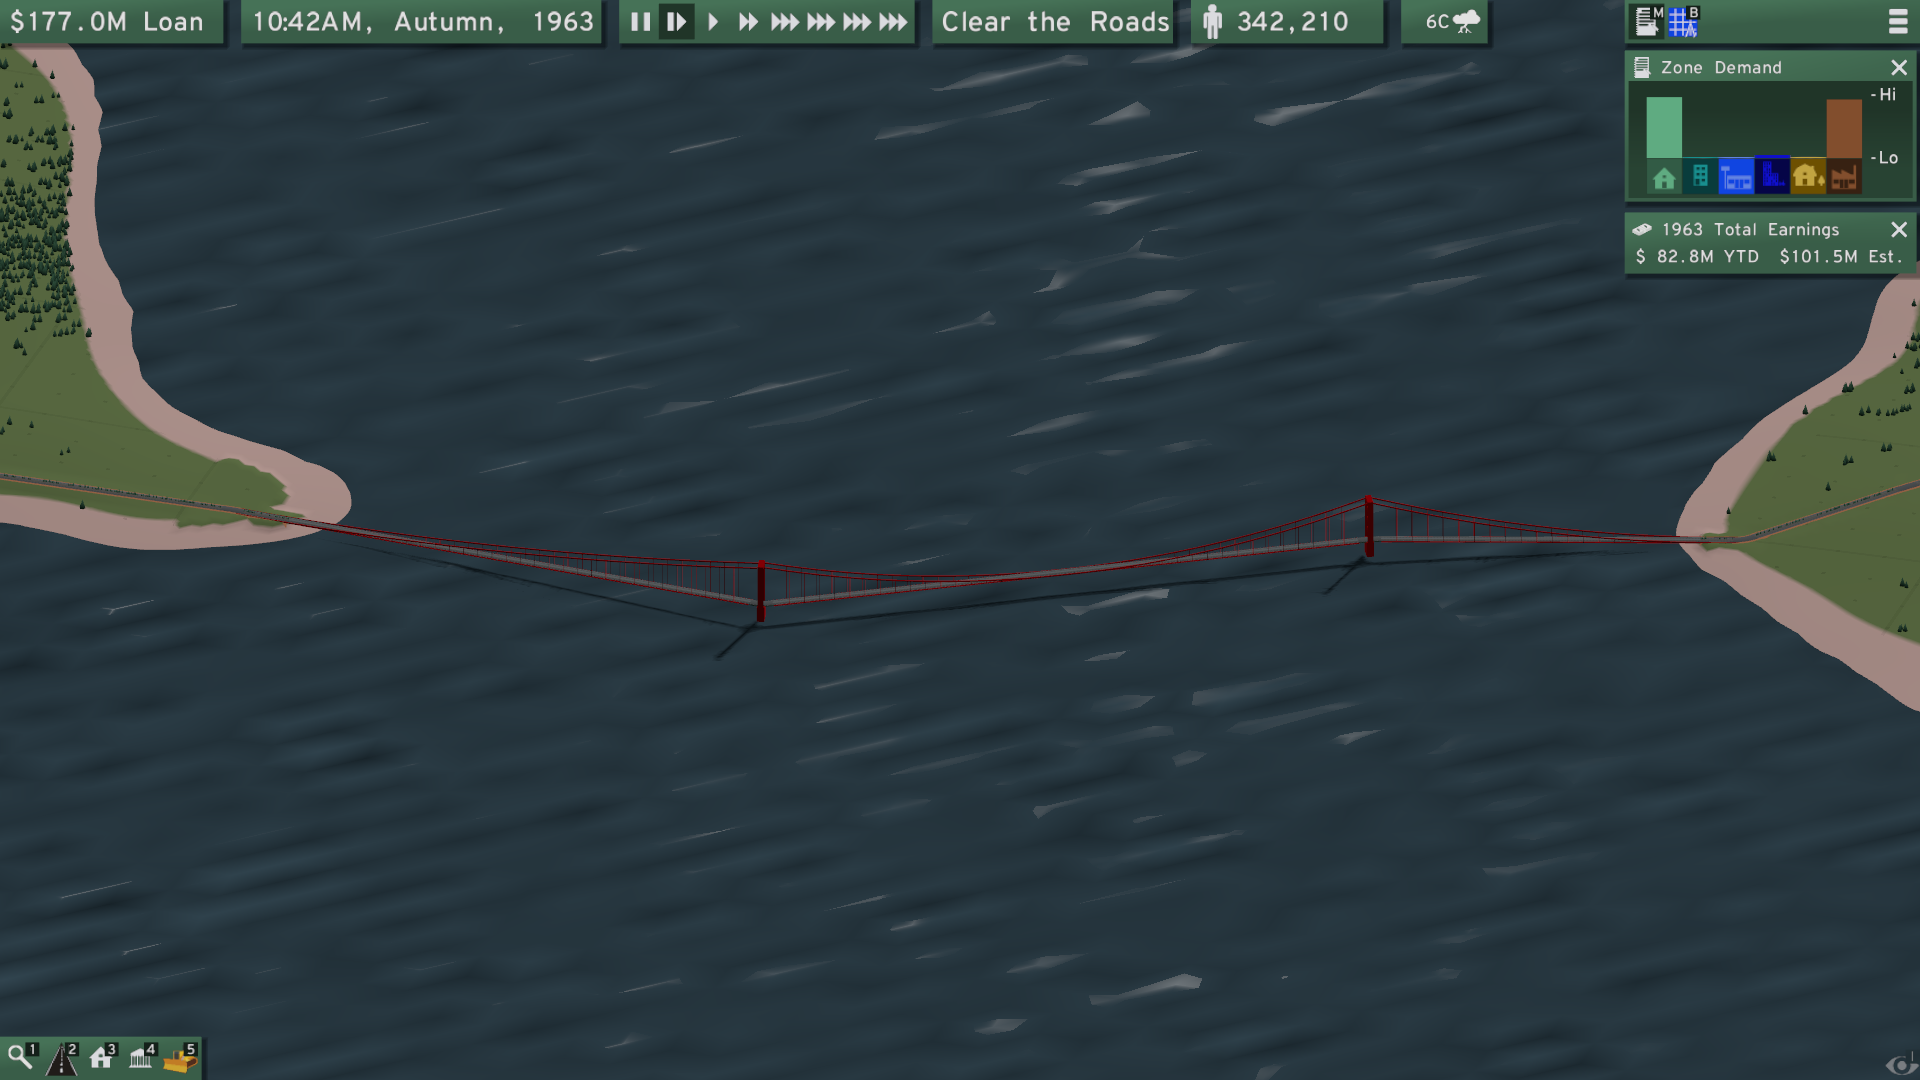 $177.0M Loan
10:42AM, Autumn, 1963
Clear the Roads
342,210
6C
M
B
Zone Demand
-Hi
-Lo
1963 Total Earnings
$ 82.8M YTD $101.5M Est.
1
2
3
4
5